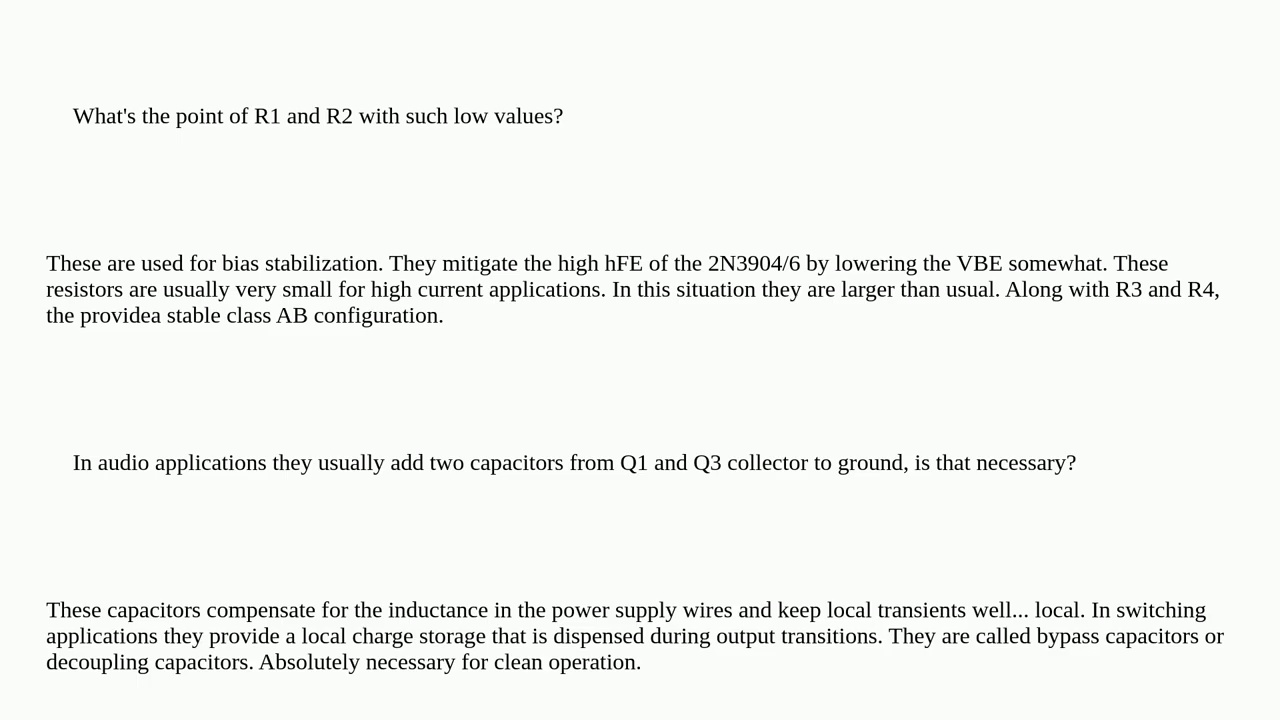 What's the point of R1 and R2 with such low values?
These are used for bias stabilization. They mitigate the high hFE of the 2N3904/6 by lowering the VBE somewhat. These
resistors are usually very small for high current applications. In this situation they are larger than usual. Along with R3 and R4,
the providea stable class AB configuration.
In audio applications they usually add two capacitors from Q1 and Q3 collector to ground, is that necessary?
These capacitors compensate for the inductance in the power supply wires and keep local transients well... local. In switching
applications they provide a local charge storage that is dispensed during output transitions. They are called bypass capacitors or
decoupling capacitors. Absolutely necessary for clean operation.